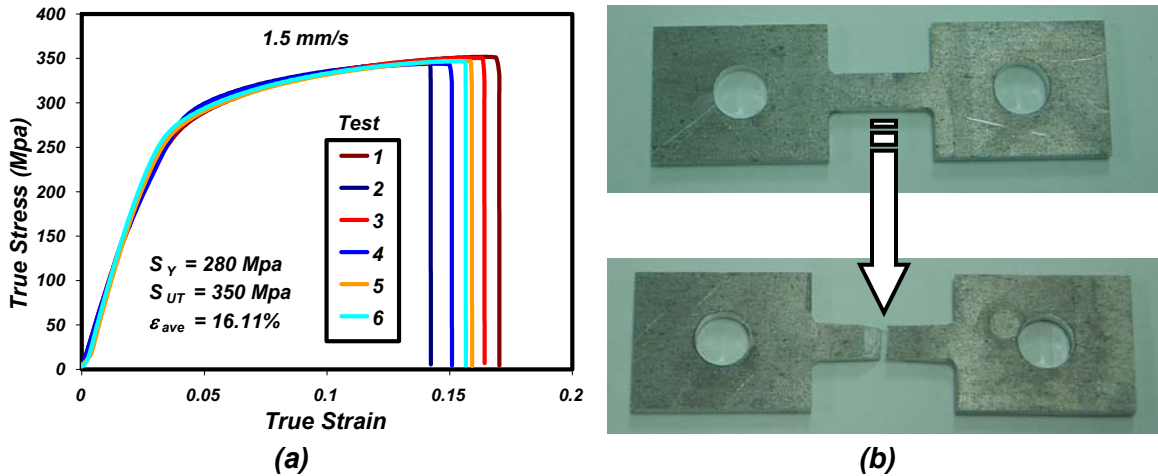 400
350
300
250
200
150
100
50
0
True Stress (Mpa)
1.5 mm/s
Test
1
2
3
4
5
6
S Y = 280 Mpa
S UT = 350 Mpa
εave = 16.11%
0 0.05 0.1 0.15 0.2
True Strain
(a) (b)